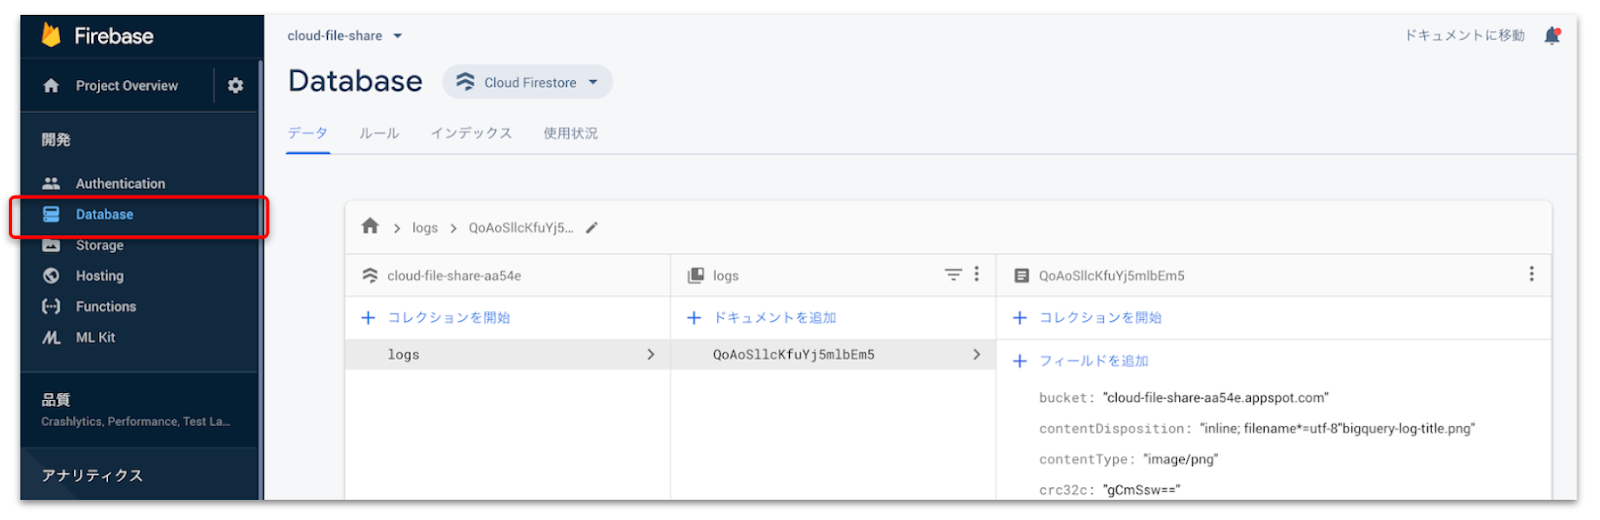 Firebase
Project Overview
開発
Authentication
Database
Storage
Hosting
Functions
ML Kit
品質
Crashlytics, Performance, Test La...
アナリティクス
cloud-file-share
ドキュメントに移動
Database
Cloud Firestore
データ ルール インデックス 使用状況
logs QoAoSllcKfuYj5...
cloud-file-share-aa54e
コレクションを開始
logs
logs
ドキュメントを追加
QoAoSllcKfuYj5mlbEm5
QoAoSllcKfuYj5mlbEm5
コレクションを開始
フィールドを追加
bucket: "cloud-file-share-aa54e.appspot.com"
contentDisposition: "inline; filename*=utf-8''bigquery-log-title.png"
contentType: "image/png"
crc32c: "gCmSsw=="